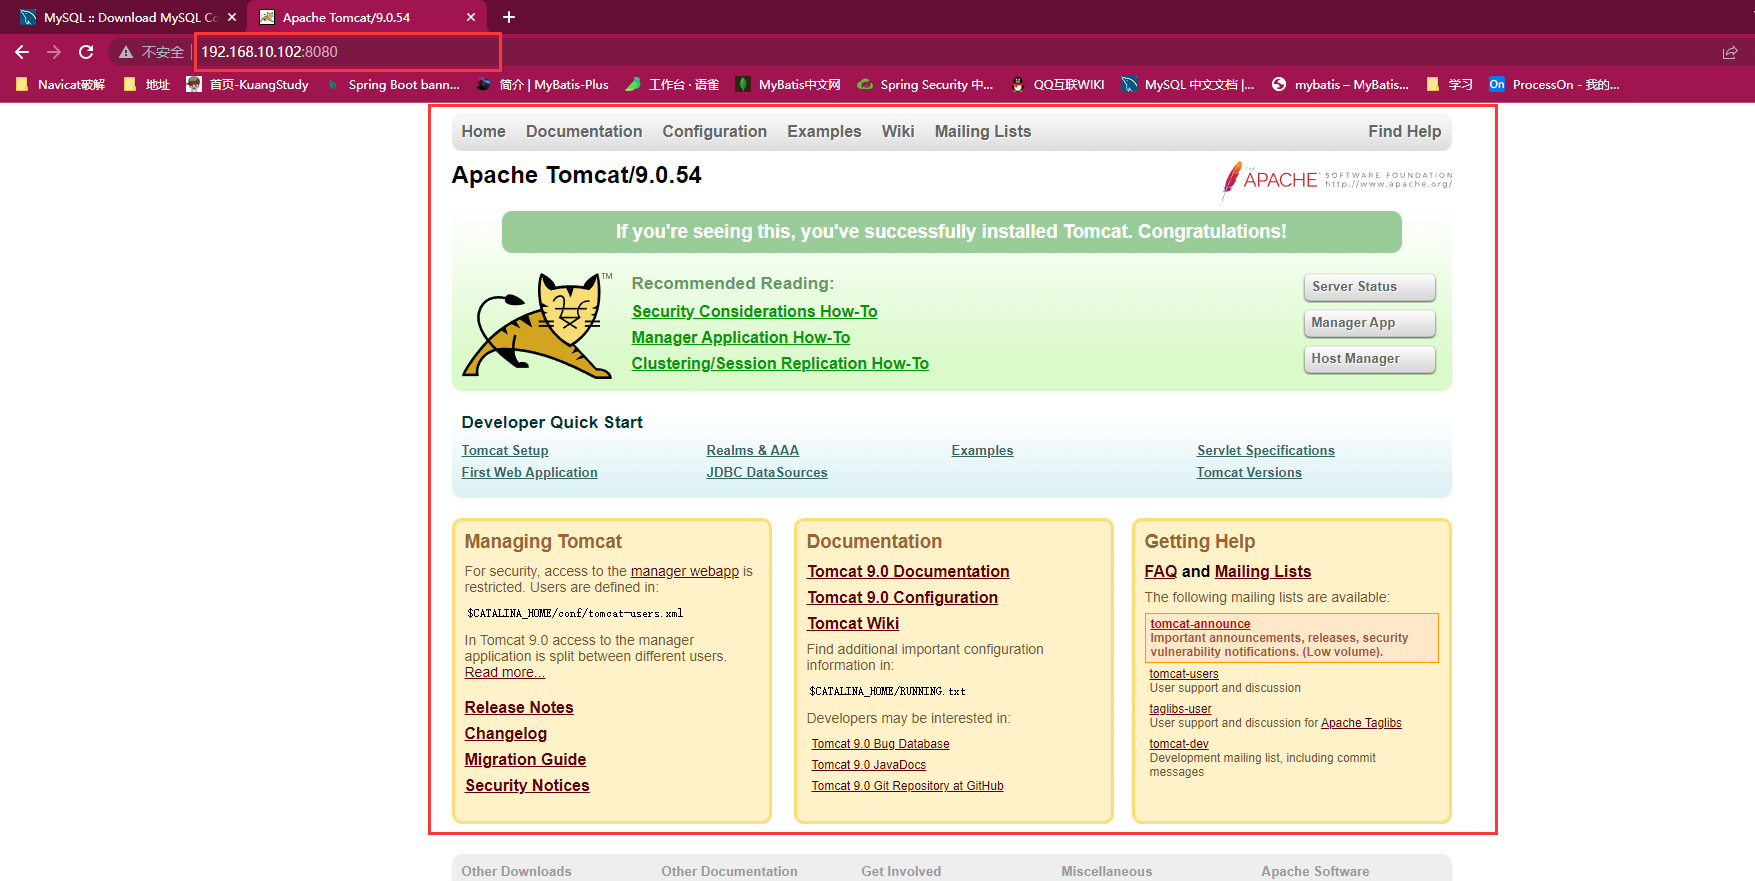 MySQL :: Download MySQL Co
Apache Tomcat/9.0.54
不安全
192.168.10.102:8080
Navicat破解
地址
首页-KuangStudy
Spring Boot bann...
简介 | MyBatis-Plus
工作台 · 语雀
MyBatis中文网
Spring Security 中...
QQ互联WIKI
MySQL 中文文档 |...
mybatis – MyBatis...
学习
On
ProcessOn - 我的...
Home Documentation Configuration Examples Wiki Mailing Lists Find Help
Apache Tomcat/9.0.54
THE
APACHE
SOFTWARE FOUNDATION
http://www.apache.org/
If you're seeing this, you've successfully installed Tomcat. Congratulations!
TM
Recommended Reading:
Security Considerations How-To
Manager Application How-To
Clustering/Session Replication How-To
Server Status
Manager App
Host Manager
Developer Quick Start
Tomcat Setup
First Web Application
Realms & AAA
JDBC DataSources
Examples
Servlet Specifications
Tomcat Versions
Managing Tomcat
For security, access to the manager webapp is
restricted. Users are defined in:
$CATALINA_HOME/conf/tomcat-users.xml
In Tomcat 9.0 access to the manager
application is split between different users.
Read more...
Release Notes
Changelog
Migration Guide
Security Notices
Documentation
Tomcat 9.0 Documentation
Tomcat 9.0 Configuration
Tomcat Wiki
Find additional important configuration
information in:
$CATALINA_HOME/RUNNING.txt
Developers may be interested in:
Tomcat 9.0 Bug Database
Tomcat 9.0 JavaDocs
Tomcat 9.0 Git Repository at GitHub
Getting Help
FAQ and Mailing Lists
The following mailing lists are available:
tomcat-announce
Important announcements, releases, security
vulnerability notifications. (Low volume).
tomcat-users
User support and discussion
taglibs-user
User support and discussion for Apache Taglibs
tomcat-dev
Development mailing list, including commit
messages
Other Downloads
Other Documentation
Get Involved
Miscellaneous
Apache Software